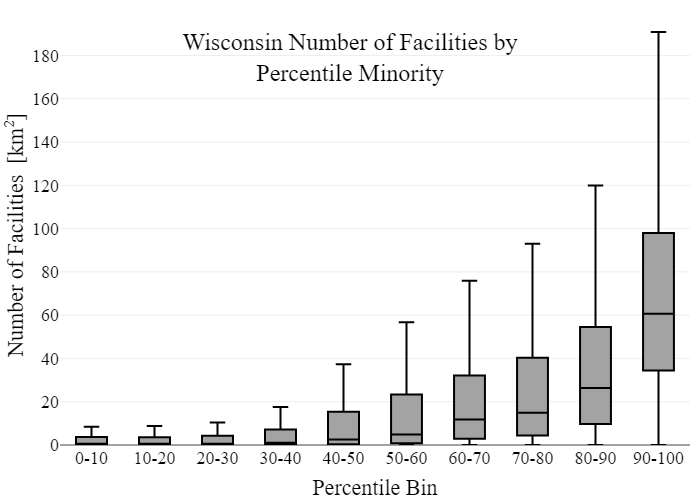 Wisconsin Number of Facilities by
Percentile Minority
Number of Facilities [km²]
180
160
140
120
100
80
60
40
20
0
0-10 10-20 20-30 30-40 40-50 50-60 60-70 70-80 80-90 90-100
Percentile Bin